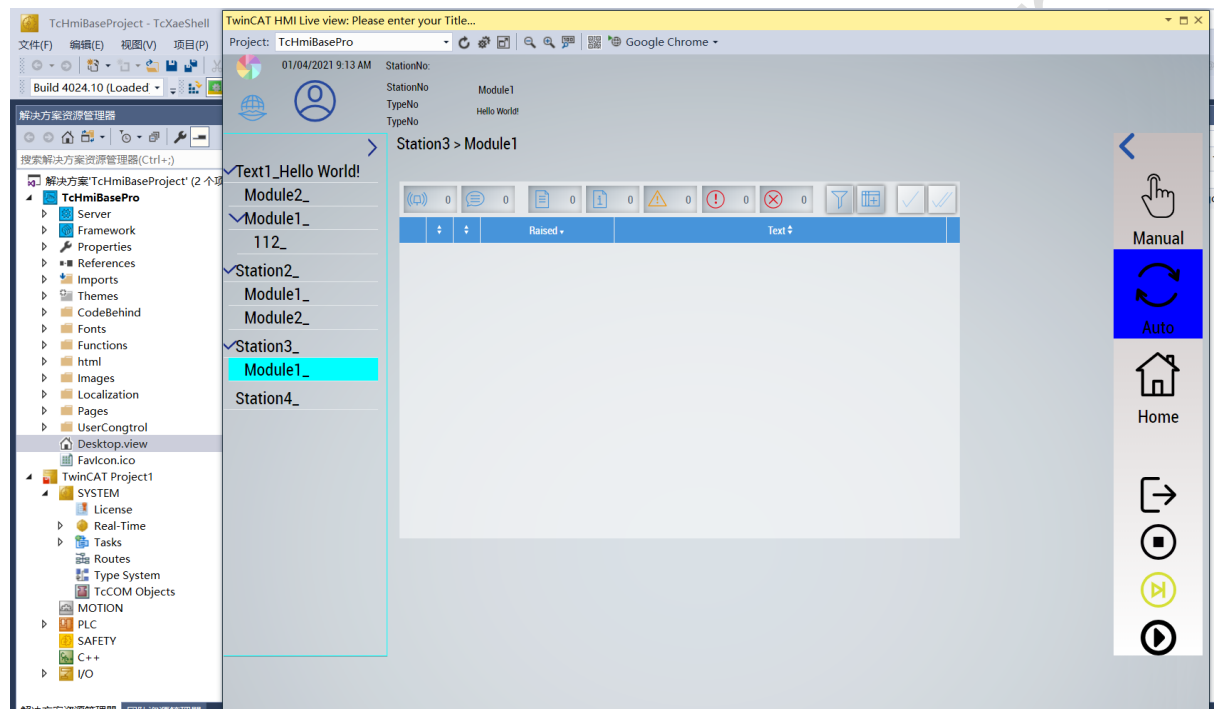 TcHmiBaseProject - TcXaeShell
文件(F) 编辑(E) 视图(V) 项目(P)
Build 4024.10 (Loaded
解决方案资源管理器
搜索解决方案资源管理器(Ctrl+;)
解决方案'TcHmiBaseProject' (2 个项
TcHmiBasePro
Server
Framework
Properties
References
Imports
Themes
CodeBehind
Fonts
Functions
html
Images
Localization
Pages
UserCongtrol
Desktop.view
FavIcon.ico
TwinCAT Project1
SYSTEM
License
Real-Time
Tasks
Routes
Type System
TcCOM Objects
MOTION
PLC
SAFETY
C++
I/O
TwinCAT HMI Live view: Please enter your Title...
Project: TcHmiBasePro Google Chrome
01/04/2021 9:13 AM StationNo:
StationNo Module1
TypeNo Hello World!
TypeNo
Station3 > Module1
Text1_Hello World!
Module2_
Module1_
112_
Station2_
Module1_
Module2_
Station3_
Module1_
Station4_
0 0 0 1 0 0 0 0
Raised Text
Manual
Auto
Home